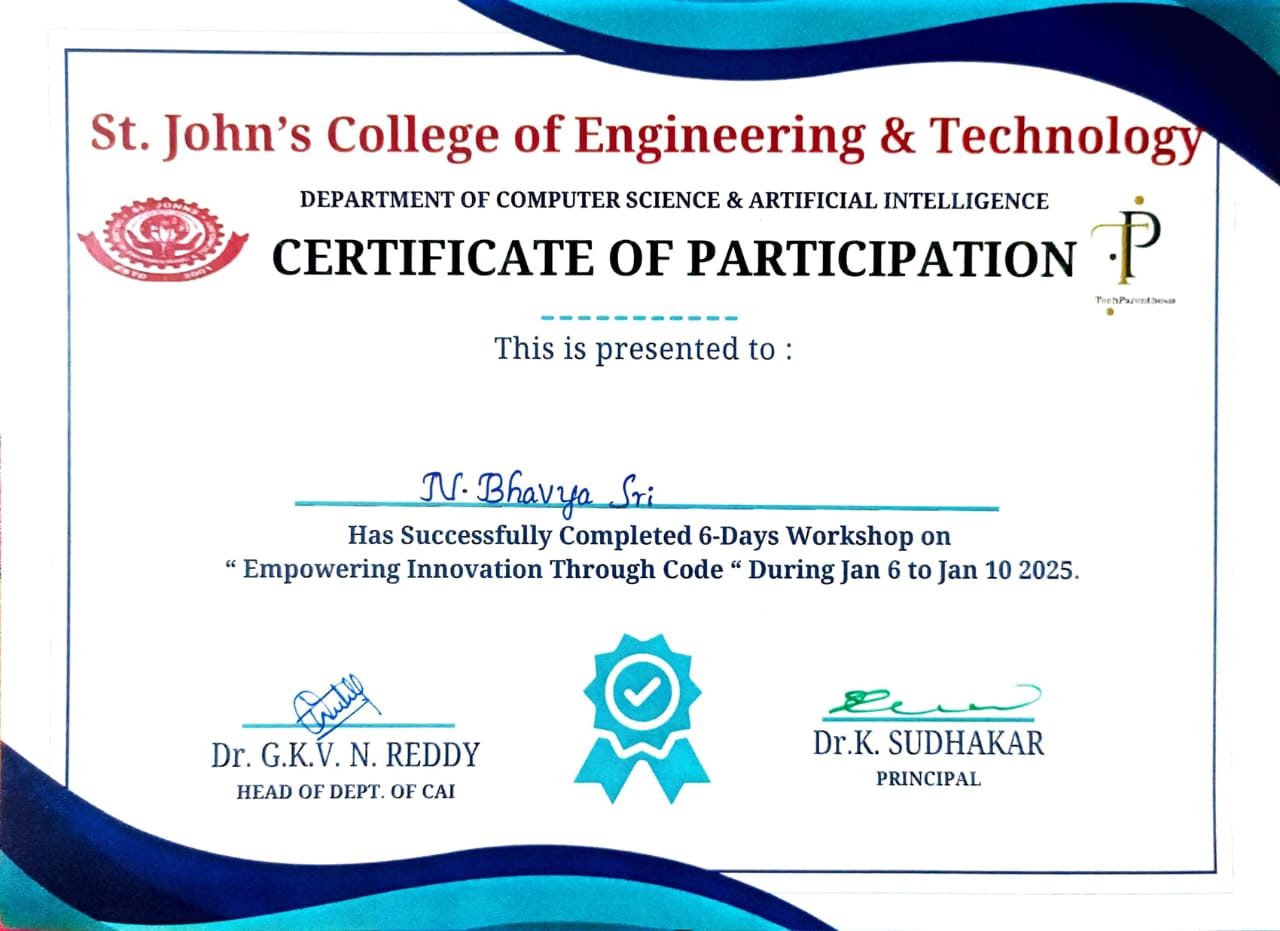 St. John’s College of Engineering & Technology
DEPARTMENT OF COMPUTER SCIENCE & ARTIFICIAL INTELLIGENCE
CERTIFICATE OF PARTICIPATION
ESTD 2001
TechParenthesis
This is presented to :
N. Bhavya Sri
Has Successfully Completed 6-Days Workshop on
“ Empowering Innovation Through Code “ During Jan 6 to Jan 10 2025.
Dr. G.K.V. N. REDDY
HEAD OF DEPT. OF CAI
Dr.K. SUDHAKAR
PRINCIPAL